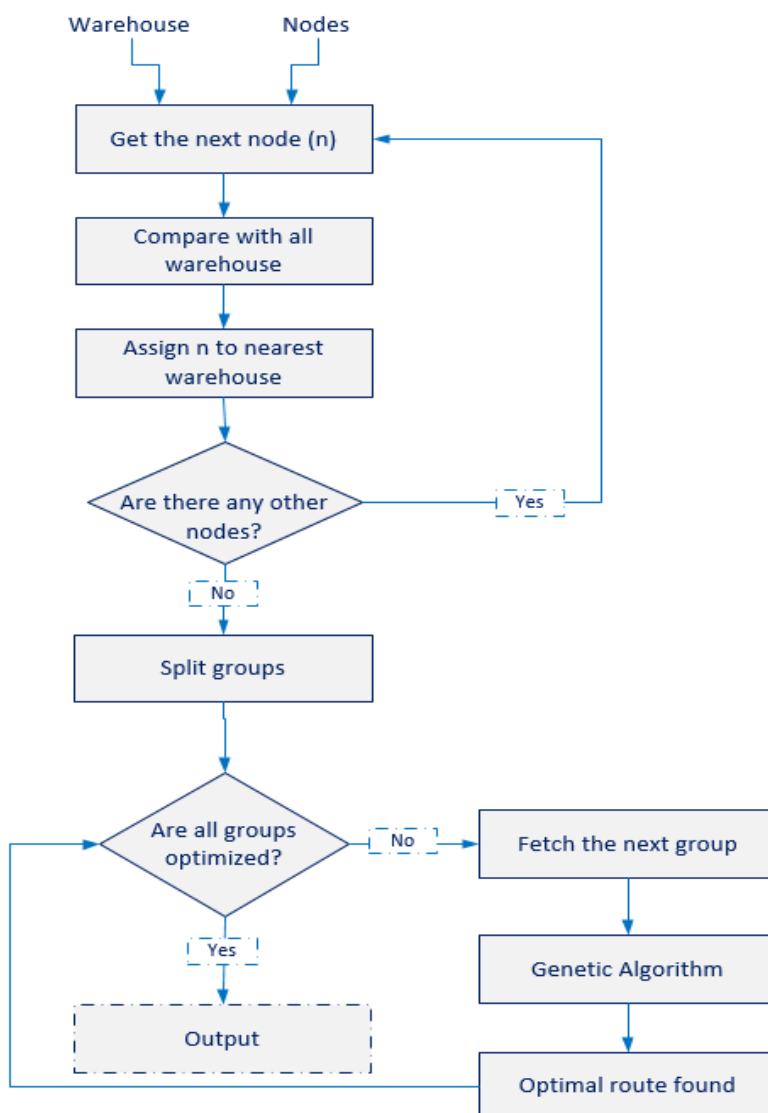 Warehouse
Nodes
Get the next node (n)
Compare with all
warehouse
Assign n to nearest
warehouse
Are there any other
nodes?
Yes
No
Split groups
Are all groups
optimized?
No
Fetch the next group
Yes
Genetic Algorithm
Output
Optimal route found